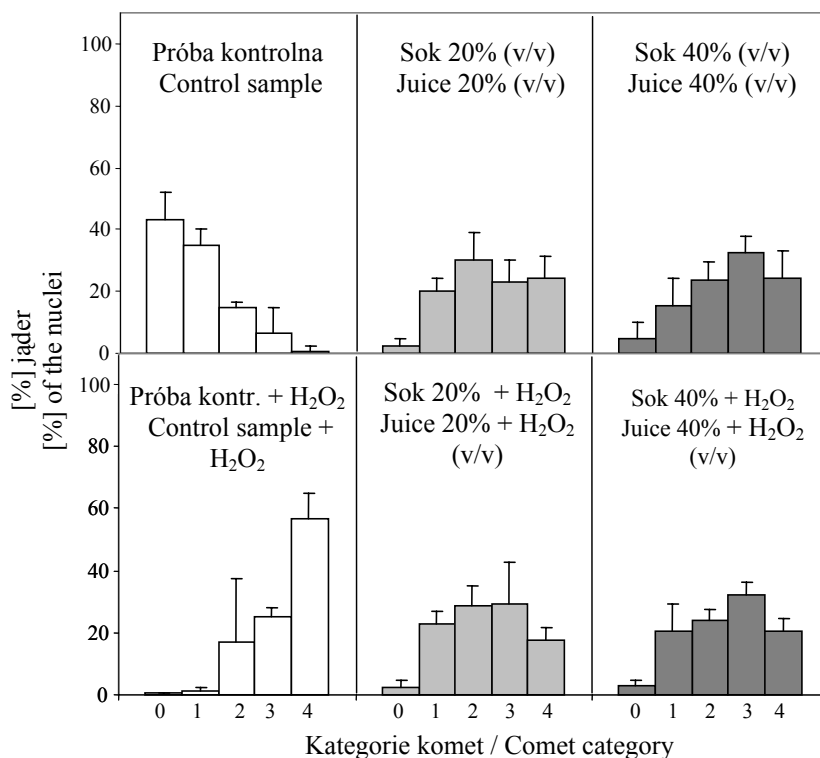 [%] jąder
[%] of the nuclei
100
80
60
40
20
0
Próba kontrolna
Control sample
Sok 20% (v/v)
Juice 20% (v/v)
Sok 40% (v/v)
Juice 40% (v/v)
100
80
60
40
20
0
Próba kontr. + H₂O₂
Control sample +
H₂O₂
Sok 20% + H₂O₂
Juice 20% + H₂O₂
(v/v)
Sok 40% + H₂O₂
Juice 40% + H₂O₂
(v/v)
0 1 2 3 4
0 1 2 3 4
0 1 2 3 4
Kategorie komet / Comet category